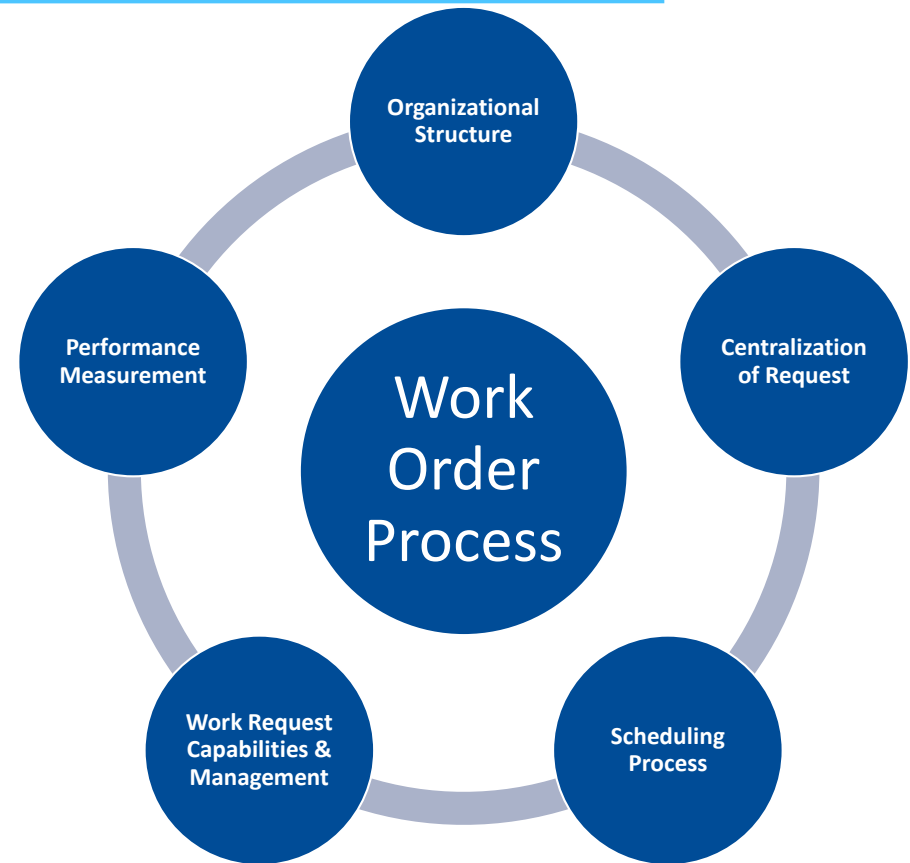 Organizational
Structure
Performance
Measurement
Centralization
of Request
Work
Order
Process
Work Request
Capabilities &
Management
Scheduling
Process